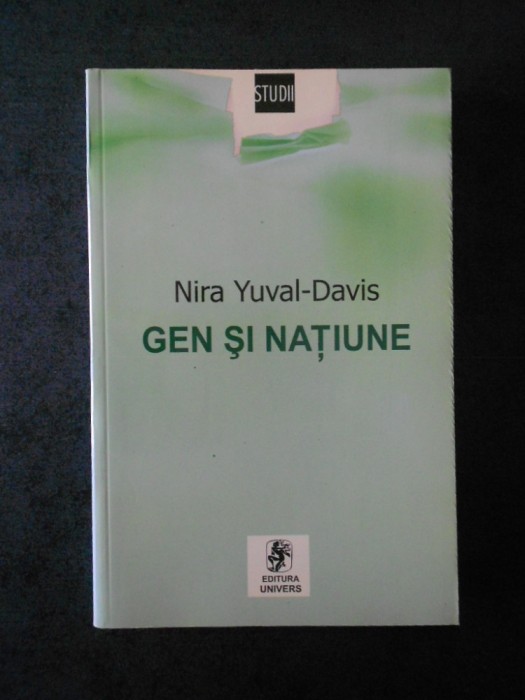 STUDII
Nira Yuval-Davis
GEN ŞI NAŢIUNE
EDITURA
UNIVERS